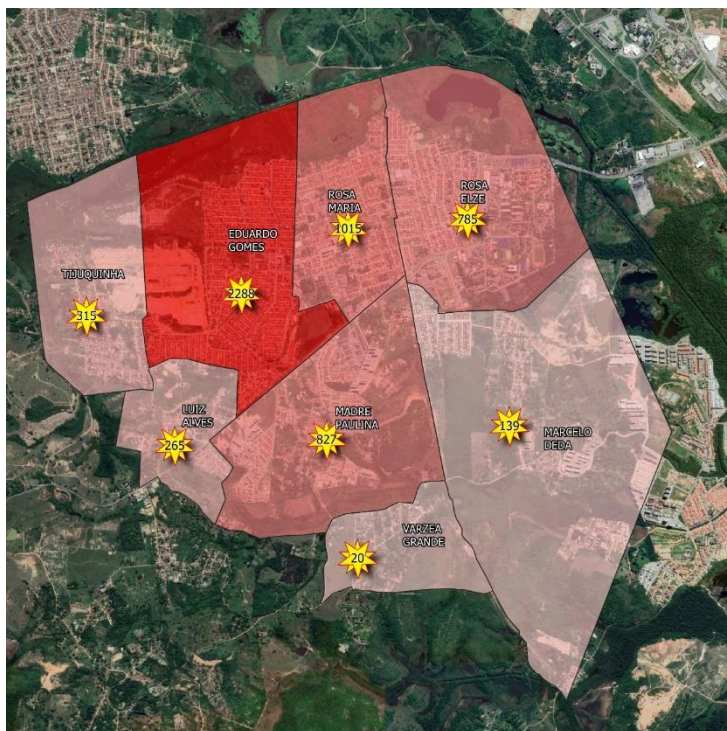 ROSA
MARIA
1015
ROSA
ELZE
785
EDUARDO
GOMES
2288
TIJUQUINHA
315
LUIZ
ALVES
265
MADRE
PAULINA
827
139
MARCELO
DEDA
VARZEA
GRANDE
20